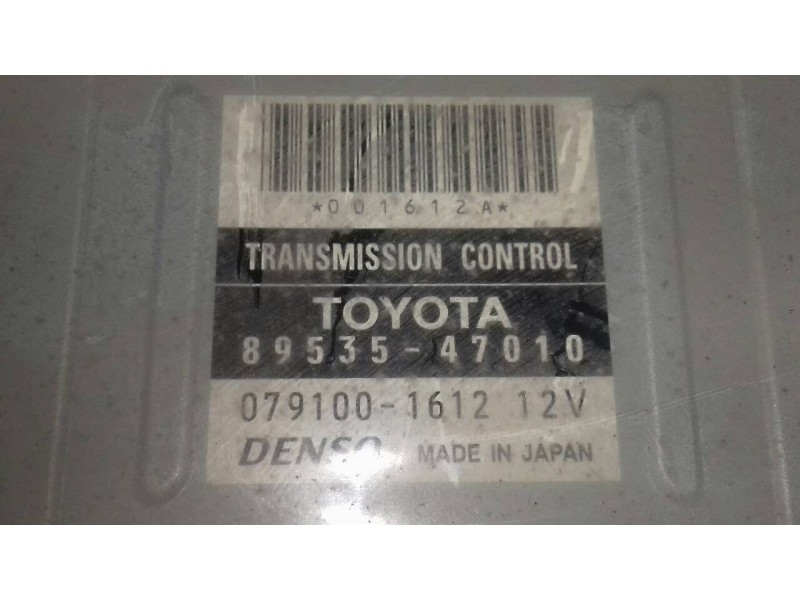 *001612A*
TRANSMISSION CONTROL
TOYOTA
89535-47010
079100-1612 12V
DENSO MADE IN JAPAN